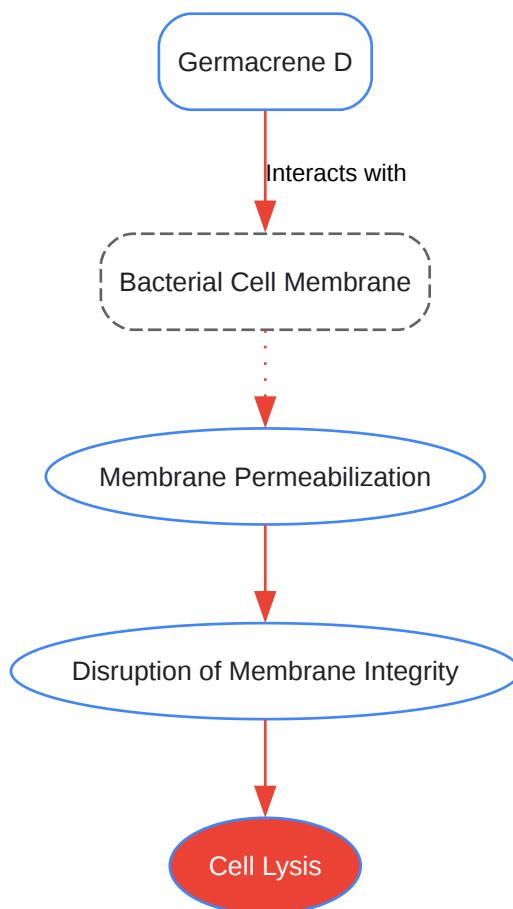 Germacrene D
Interacts with
Bacterial Cell Membrane
Membrane Permeabilization
Disruption of Membrane Integrity
Cell Lysis